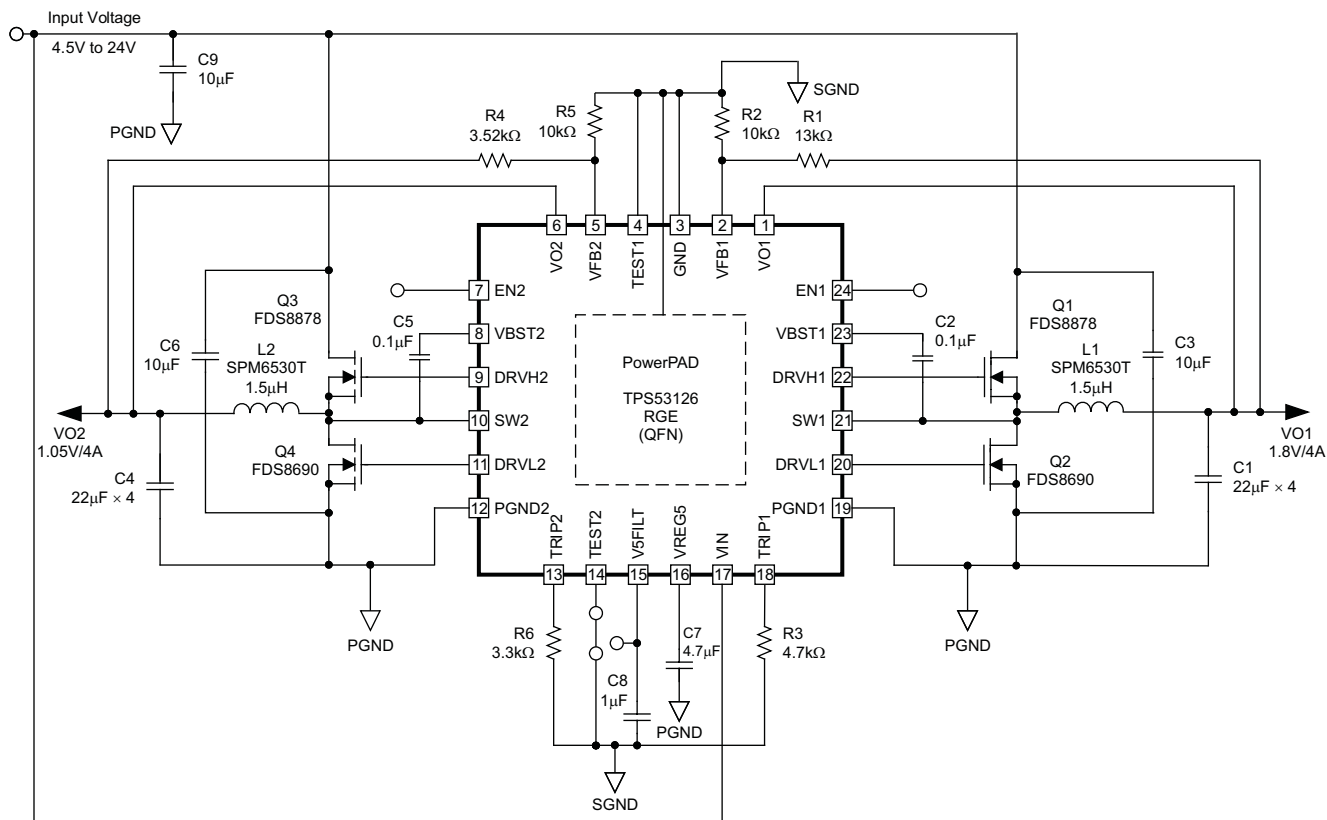 Input Voltage
4.5V to 24V
C9
10μF
PGND
SGND
R4
3.52kΩ
R5
10kΩ
R2
10kΩ
R1
13kΩ
6
5
4
3
2
1
VO2
VFB2
TEST1
GND
VFB1
VO1
7
EN2
EN1
24
Q3
FDS8878
Q1
FDS8878
C5
0.1μF
8
VBST2
VBST1
23
C2
0.1μF
C6
10μF
L2
SPM6530T
1.5μH
L1
SPM6530T
1.5μH
C3
10μF
PowerPAD
TPS53126
RGE
(QFN)
9
DRVH2
DRVH1
22
10
SW2
SW1
21
VO2
1.05V/4A
VO1
1.8V/4A
Q4
FDS8690
11
DRVL2
DRVL1
20
Q2
FDS8690
C4
22μF × 4
C1
22μF × 4
12
PGND2
PGND1
19
TRIP2
TEST2
V5FILT
VREG5
VIN
TRIP1
13
14
15
16
17
18
PGND
PGND
R6
3.3kΩ
C7
4.7μF
R3
4.7kΩ
C8
1μF
PGND
SGND